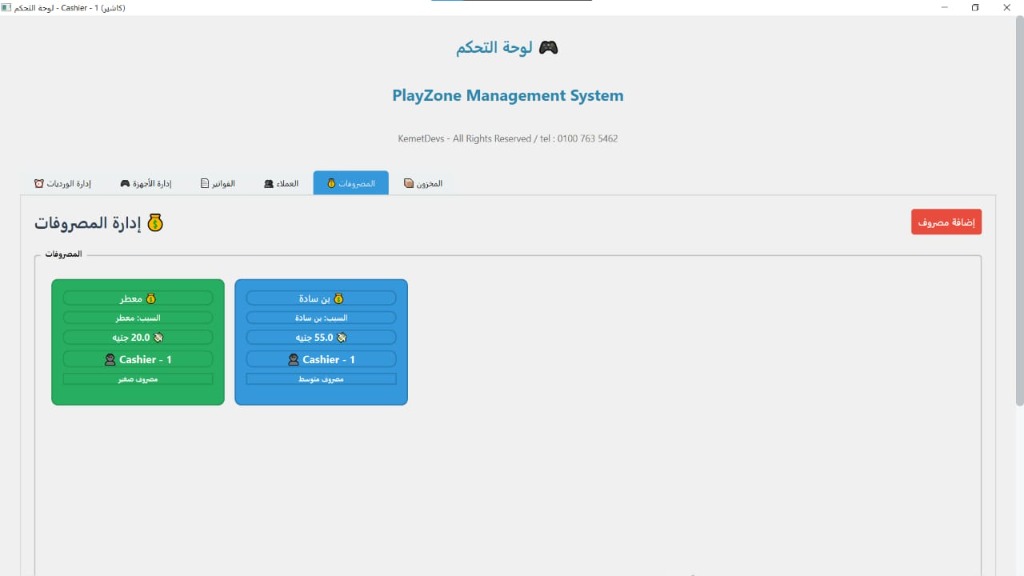 لوحة التحكم - Cashier - 1 (كاشير)
لوحة التحكم
PlayZone Management System
KemetDevs - All Rights Reserved / tel : 0100 763 5462
إدارة الورديات
إدارة الأجهزة
الفواتير
العملاء
المصروفات
المخزون
إدارة المصروفات
إضافة مصروف
المصروفات
معطر
السبب: معطر
20.0 جنيه
Cashier - 1
مصروف صغير
بن سادة
السبب: بن سادة
55.0 جنيه
Cashier - 1
مصروف متوسط